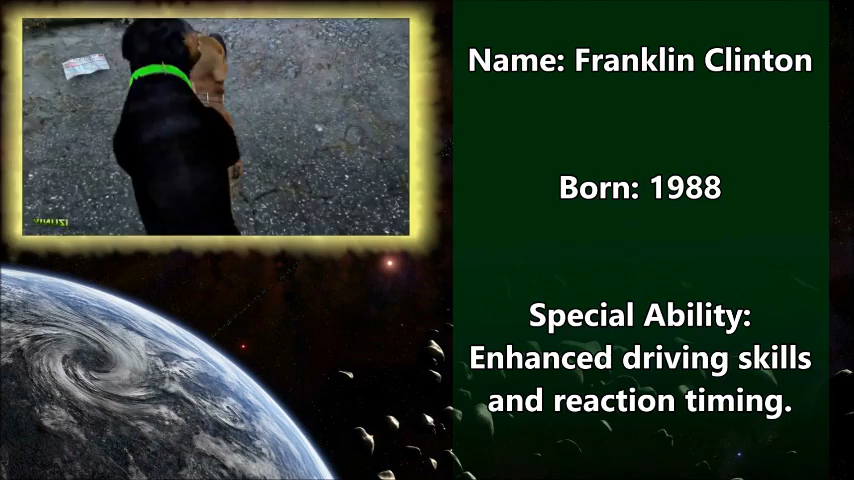 Name: Franklin Clinton
Born: 1988
Special Ability:
Enhanced driving skills
and reaction timing.